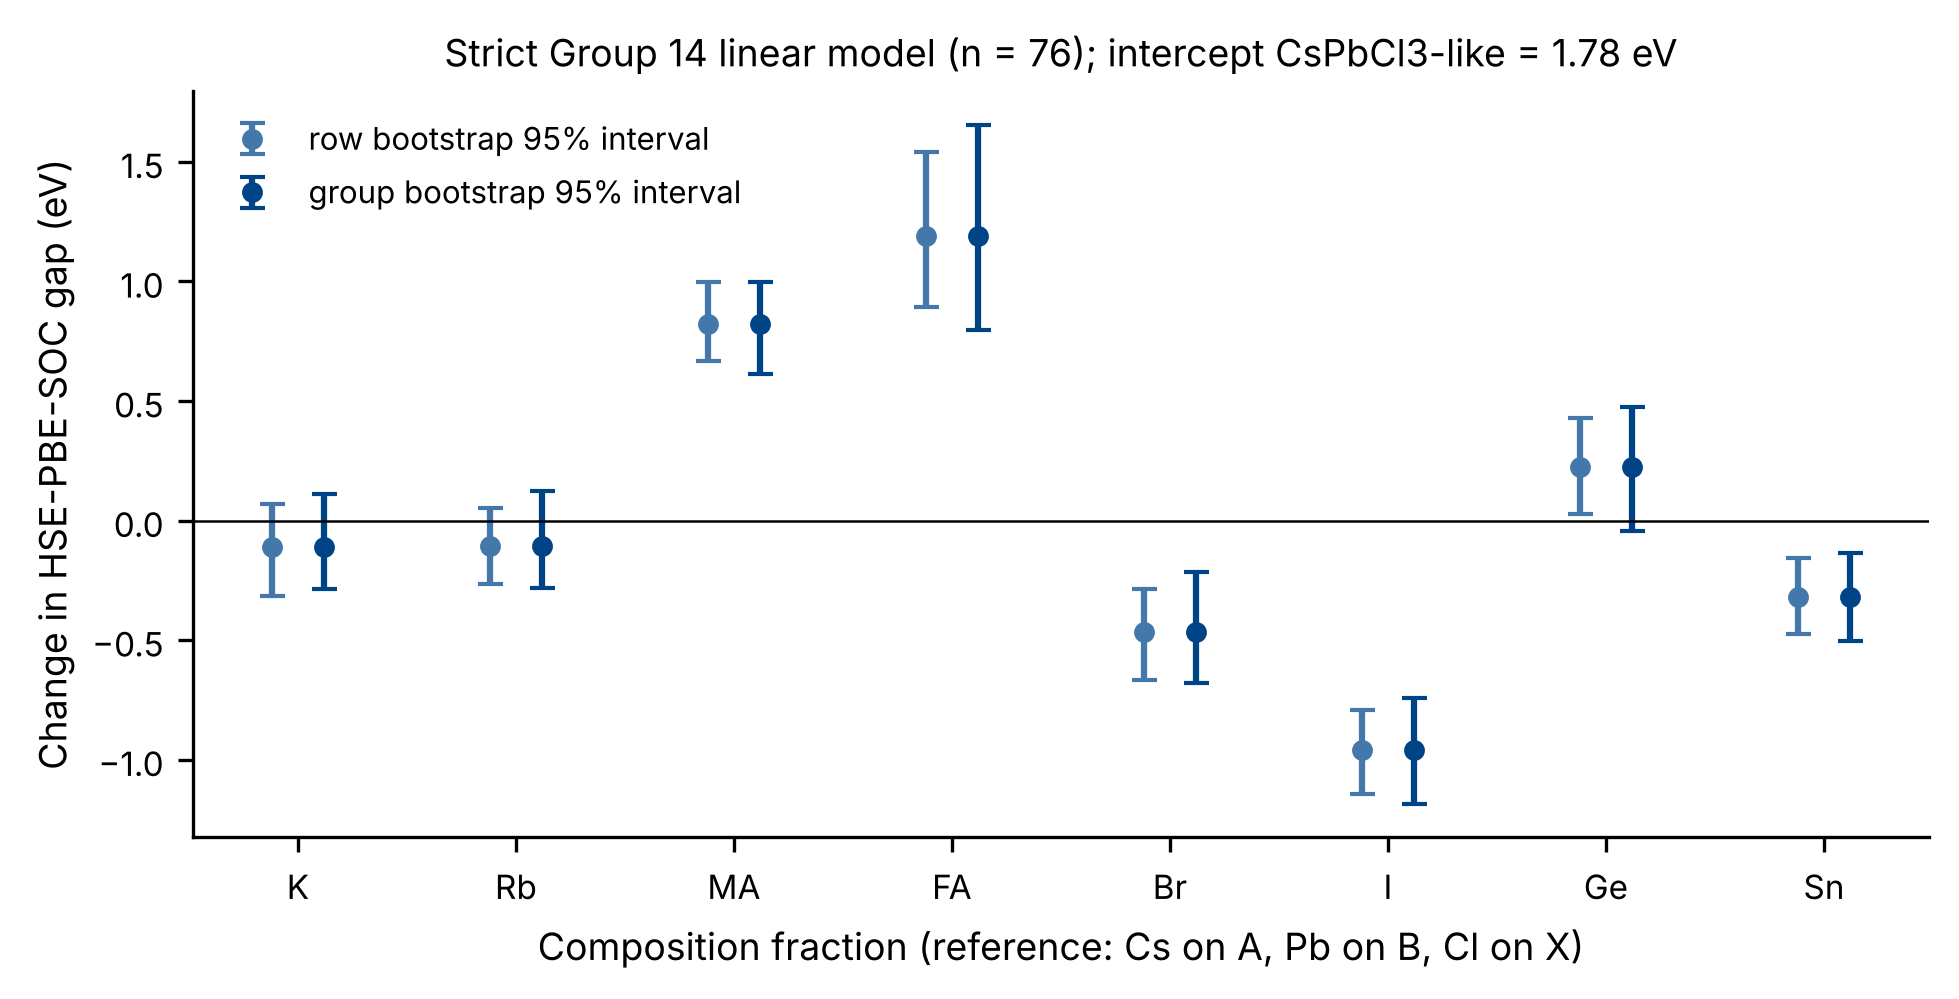 Strict Group 14 linear model (n = 76); intercept CsPbCl3-like = 1.78 eV
row bootstrap 95% interval
group bootstrap 95% interval
Change in HSE-PBE-SOC gap (eV)
1.5
1.0
0.5
0.0
−0.5
−1.0
K Rb MA FA Br I Ge Sn
Composition fraction (reference: Cs on A, Pb on B, Cl on X)